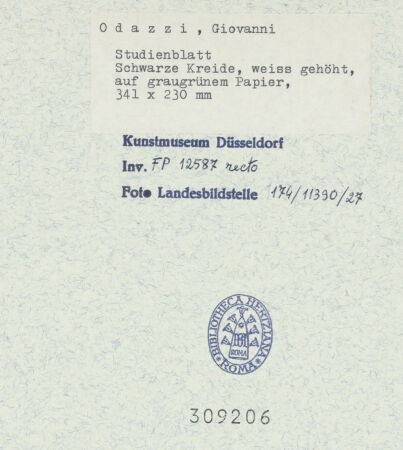 Odazzi, Giovanni
Studienblatt
Schwarze Kreide, weiss gehöht,
auf graugrünem Papier,
341 x 230 mm
Kunstmuseum Düsseldorf
Inv. FP 12587 recto
Foto Landesbildstelle 174/11390/27
BIBLIOTHECA HERTZIANA
ROMA
ROMA
309206